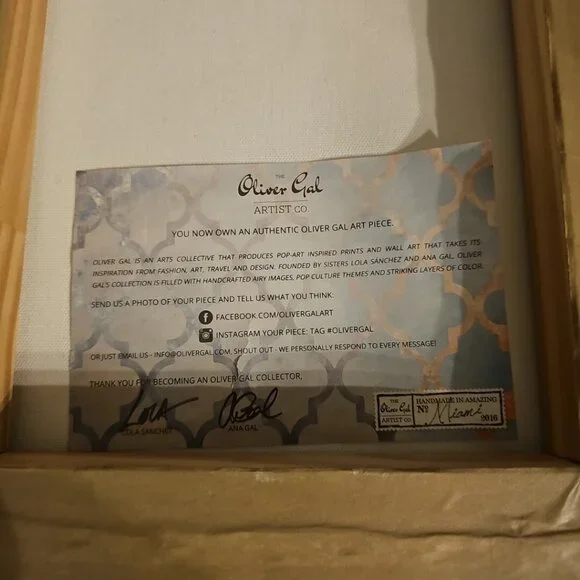 THE
Oliver Gal
ARTIST CO.
YOU NOW OWN AN AUTHENTIC OLIVER GAL ART PIECE.
OLIVER GAL IS AN ARTS COLLECTIVE THAT PRODUCES POP-ART INSPIRED PRINTS AND WALL ART THAT TAKES ITS
INSPIRATION FROM FASHION, ART, TRAVEL AND DESIGN. FOUNDED BY SISTERS LOLA SÁNCHEZ AND ANA GAL, OLIVER
GAL'S COLLECTION IS FILLED WITH HANDCRAFTED AIRY IMAGES, POP CULTURE THEMES AND STRIKING LAYERS OF COLOR.
SEND US A PHOTO OF YOUR PIECE AND TELL US WHAT YOU THINK:
FACEBOOK.COM/OLIVERGALART
INSTAGRAM YOUR PIECE: TAG #OLIVERGAL
OR JUST EMAIL US - INFO@OLIVERGAL.COM, SHOUT OUT - WE PERSONALLY RESPOND TO EVERY MESSAGE!
THANK YOU FOR BECOMING AN OLIVER GAL COLLECTOR,
LOLA
LOLA SANCHEZ
ANA GAL
THE
Oliver Gal
ARTIST CO.
HANDMADE IN AMAZING
Nº Miami
2016